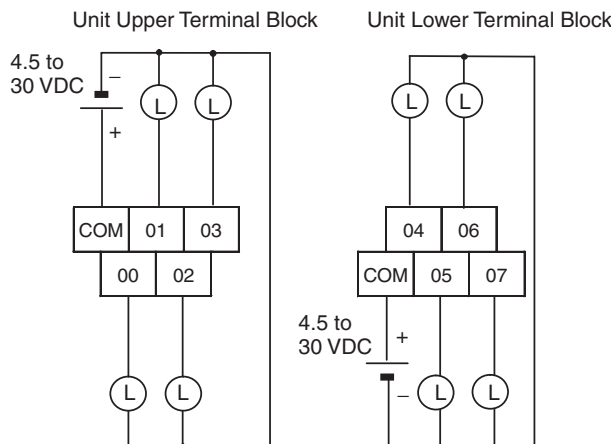 Unit Upper Terminal Block
Unit Lower Terminal Block
4.5 to
30 VDC
–
+
L
L
L
L
COM 01 03
00 02
04 06
COM 05 07
4.5 to
30 VDC
+
–
L
L
L
L